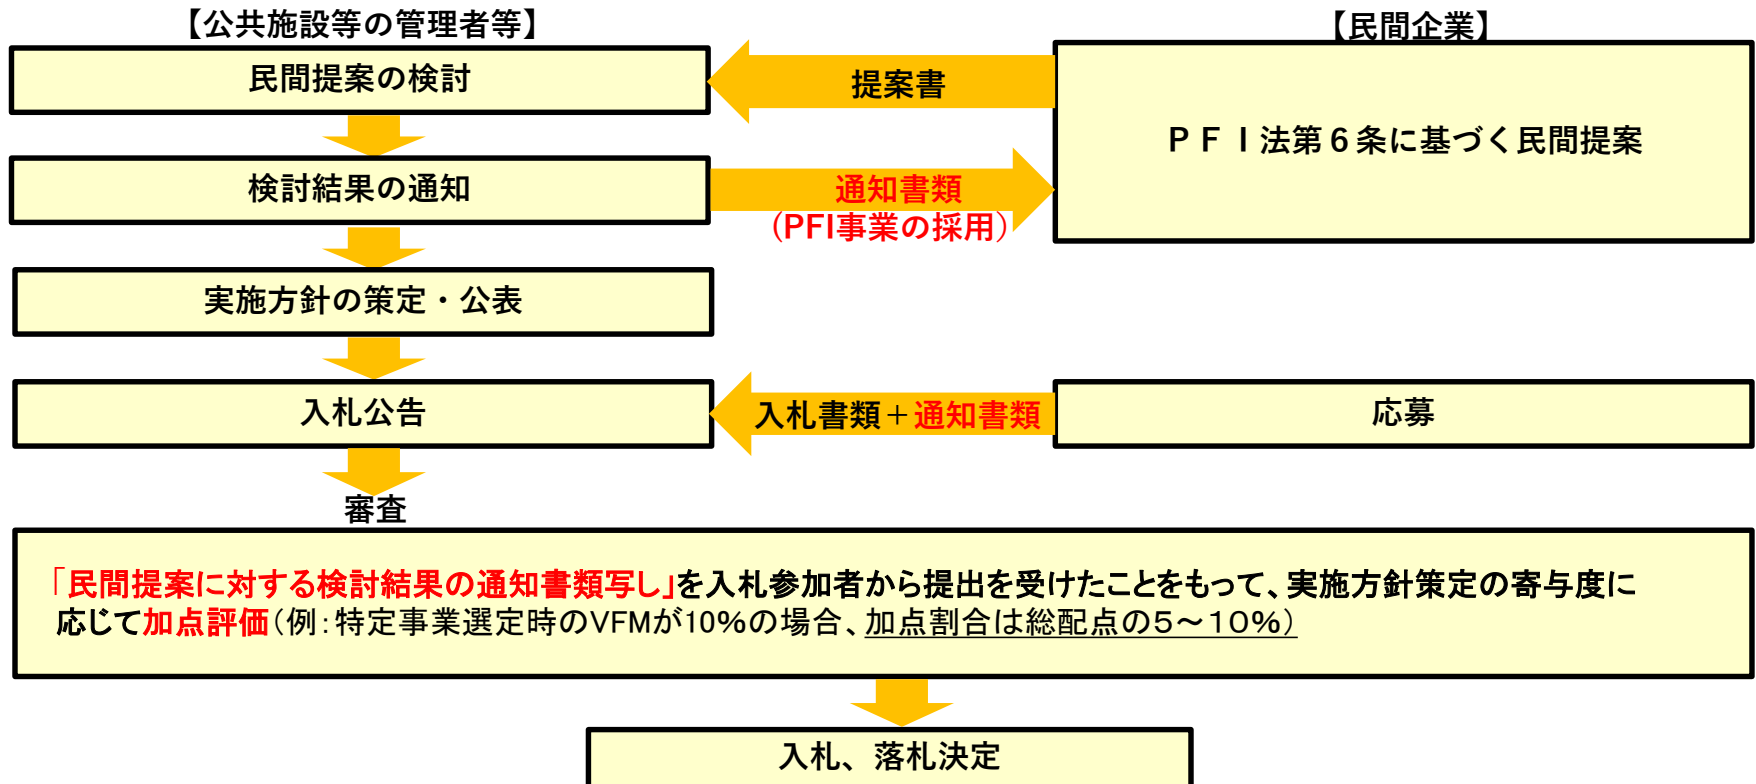 【公共施設等の管理者等】
【民間企業】
民間提案の検討
提案書
ＰＦＩ法第６条に基づく民間提案
検討結果の通知
通知書類
（PFI事業の採用）
実施方針の策定・公表
入札公告
入札書類＋通知書類
応募
審査
「民間提案に対する検討結果の通知書類写し」を入札参加者から提出を受けたことをもって、実施方針策定の寄与度に
応じて加点評価（例：特定事業選定時のVFMが10%の場合、加点割合は総配点の５～１０%）
入札、落札決定